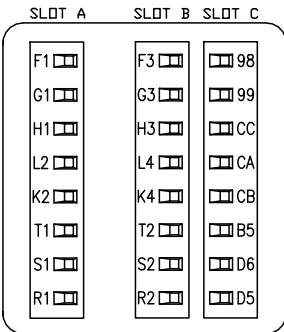 SLOT A SLOT B SLOT C
F1 F3 98
G1 G3 99
H1 H3 CC
L2 L4 CA
K2 K4 CB
T1 T2 B5
S1 S2 D6
R1 R2 D5